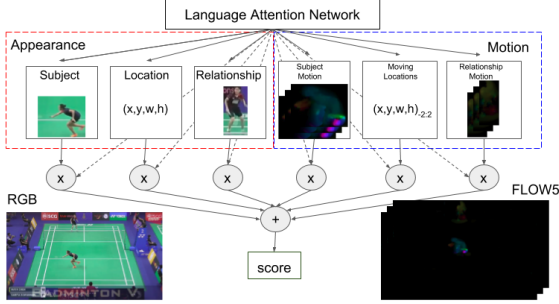 Language Attention Network
Appearance
Motion
Subject
Location
Relationship
Subject
Motion
Moving
Locations
Relationship
Motion
(x,y,w,h)
(x,y,w,h)-2:2
x
x
x
x
x
x
RGB
FLOW5
+
score
BADMINTON